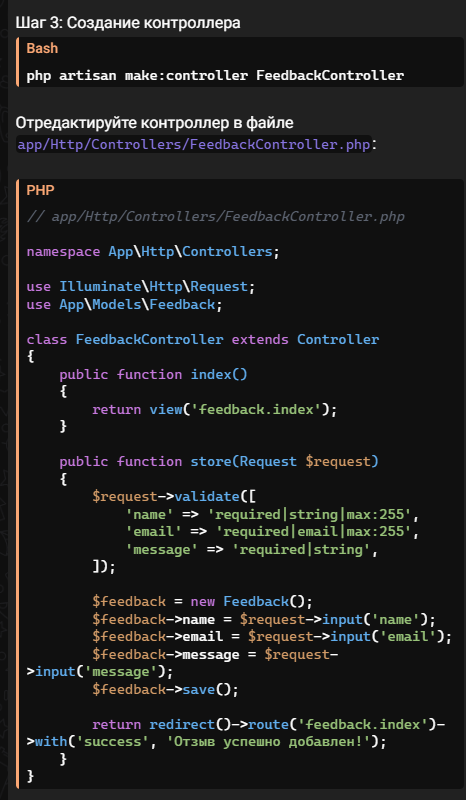 Шаг 3: Создание контроллера
Bash
php artisan make:controller FeedbackController
Отредактируйте контроллер в файле
app/Http/Controllers/FeedbackController.php:
PHP
// app/Http/Controllers/FeedbackController.php
namespace App\Http\Controllers;
use Illuminate\Http\Request;
use App\Models\Feedback;
class FeedbackController extends Controller
{
    public function index()
    {
        return view('feedback.index');
    }
    public function store(Request $request)
    {
        $request->validate([
            'name' => 'required|string|max:255',
            'email' => 'required|email|max:255',
            'message' => 'required|string',
        ]);
        $feedback = new Feedback();
        $feedback->name = $request->input('name');
        $feedback->email = $request->input('email');
        $feedback->message = $request-
>input('message');
        $feedback->save();
        return redirect()->route('feedback.index')-
>with('success', 'Отзыв успешно добавлен!');
    }
}